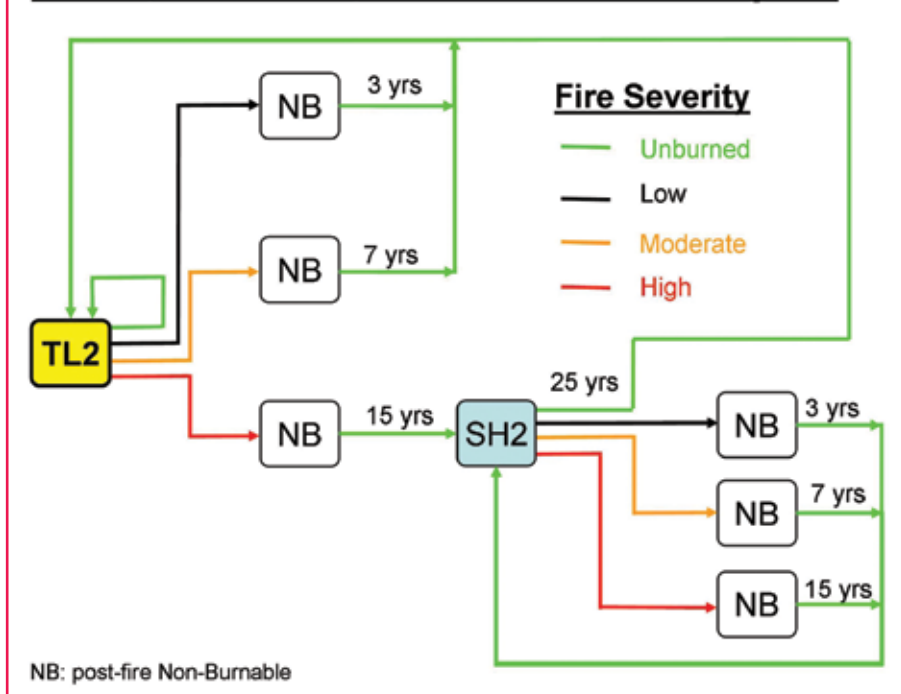 NB
3 yrs
Fire Severity
Unburned
Low
Moderate
High
NB
7 yrs
TL2
NB
15 yrs
SH2
25 yrs
NB
3 yrs
NB
7 yrs
NB
15 yrs
NB: post-fire Non-Burnable